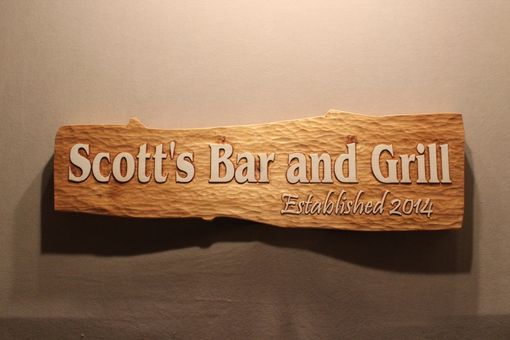 Scott's Bar and Grill
Established 2014